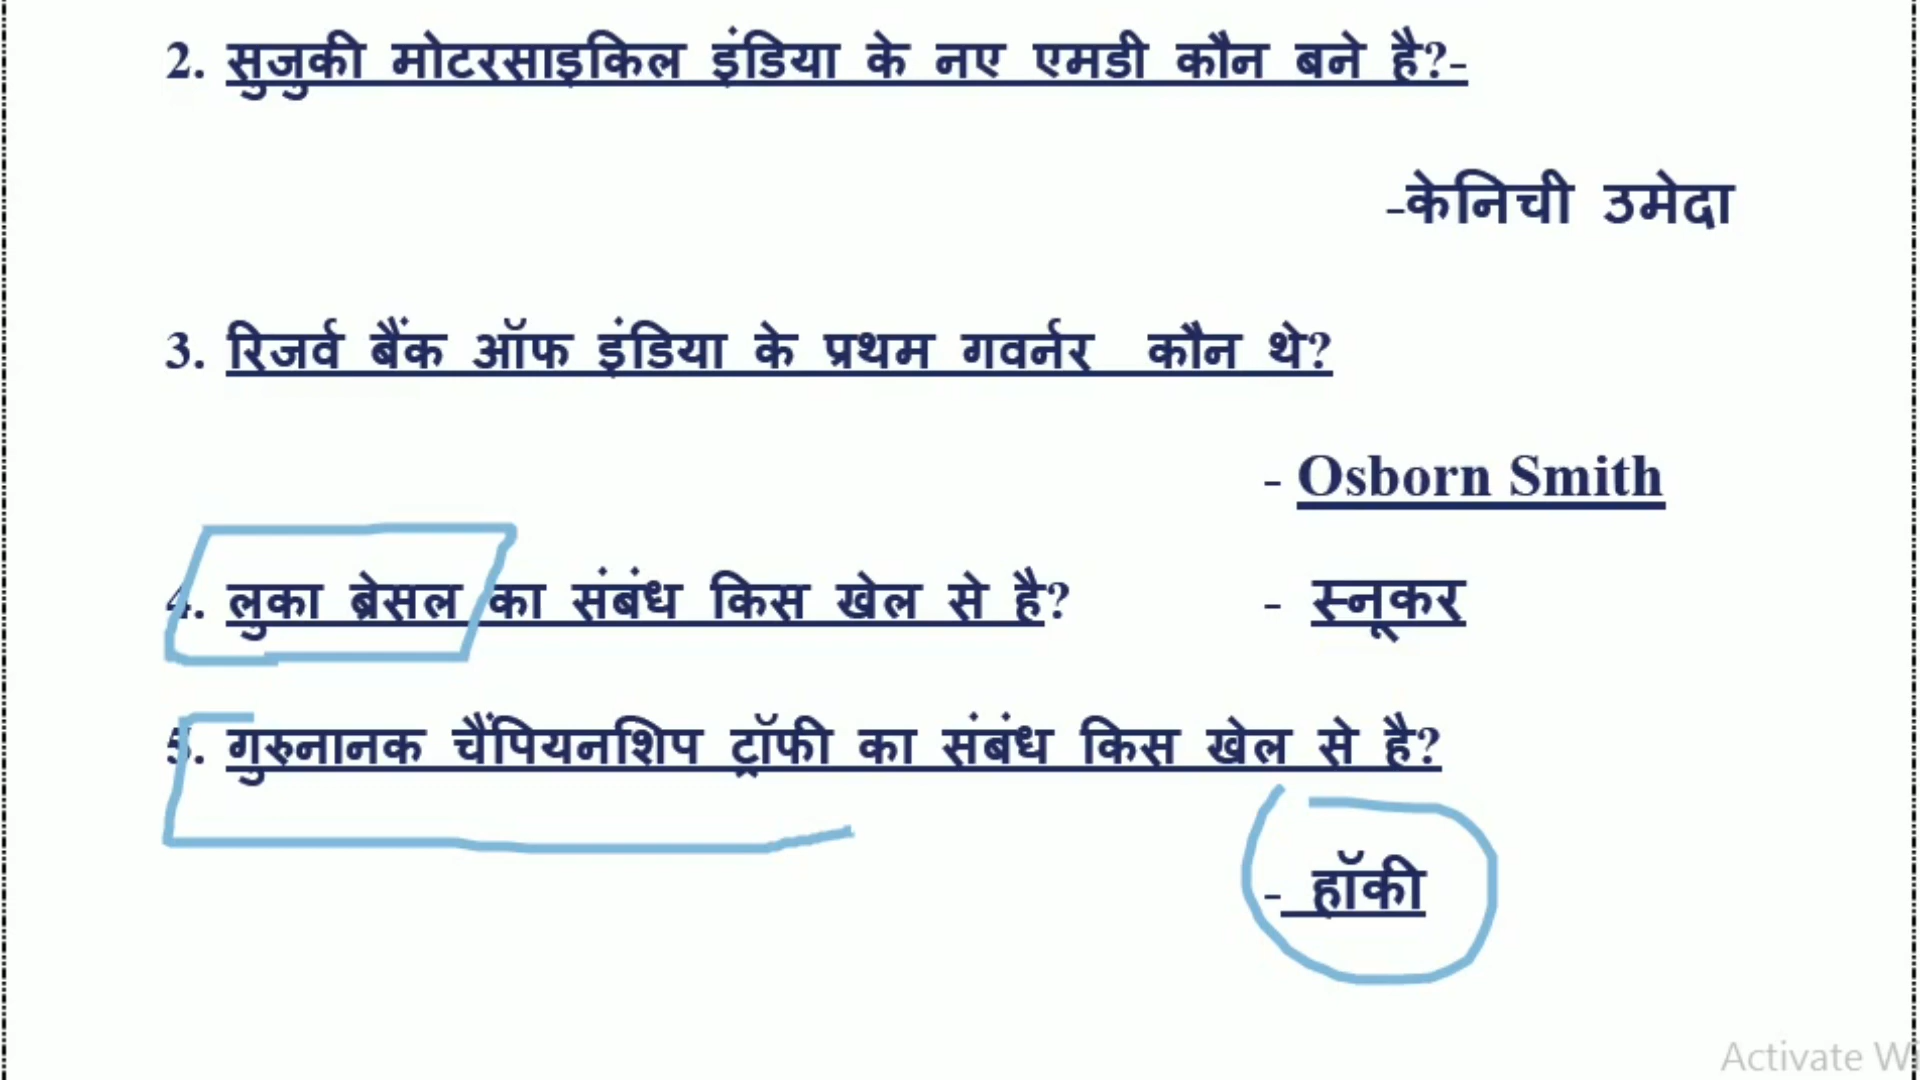 2. सुजुकी मोटरसाइकिल इंडिया के नए एमडी कौन बने है?-
-केनिची उमेदा
3. रिजर्व बैंक ऑफ इंडिया के प्रथम गवर्नर कौन थे?
- Osborn Smith
4. लुका ब्रेसल का संबंध किस खेल से है? - स्नूकर
5. गुरुनानक चैंपियनशिप ट्रॉफी का संबंध किस खेल से है?
- हॉकी
Activate